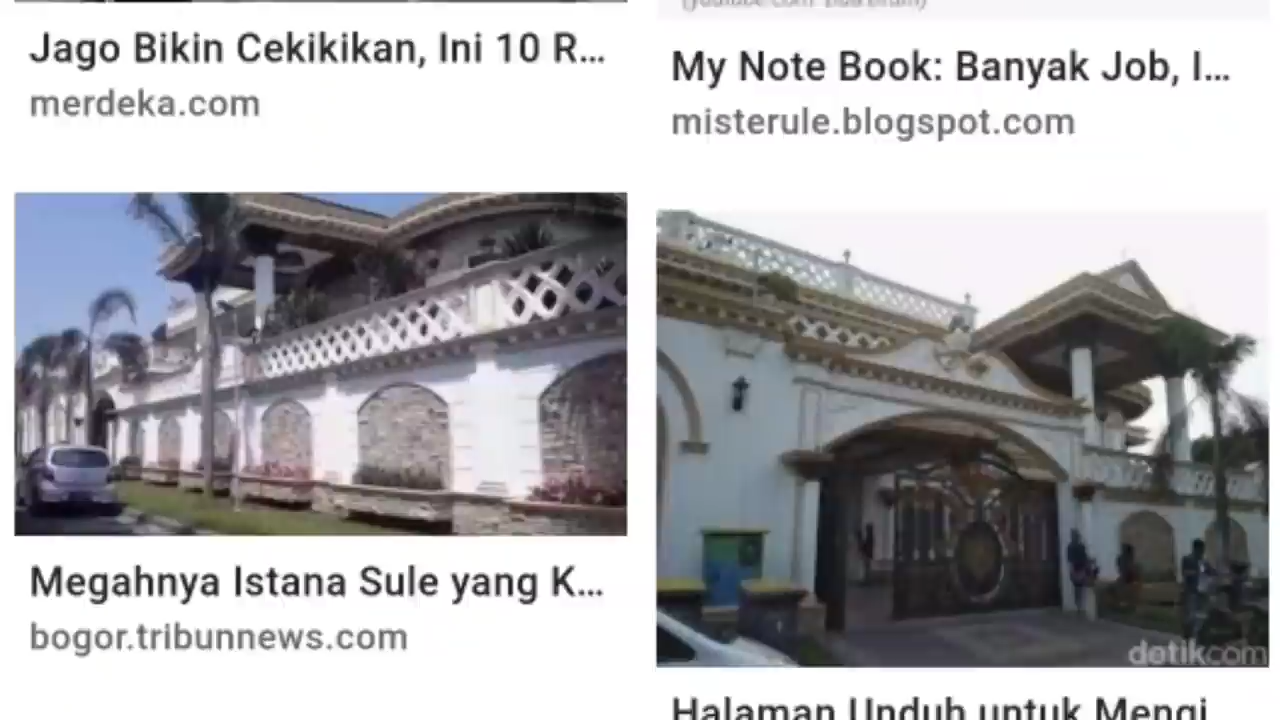 Jago Bikin Cekikikan, Ini 10 R...
merdeka.com
My Note Book: Banyak Job, I...
misterule.blogspot.com
Megahnya Istana Sule yang K...
bogor.tribunnews.com
dotikcom
Halaman Unduh untuk Mengi